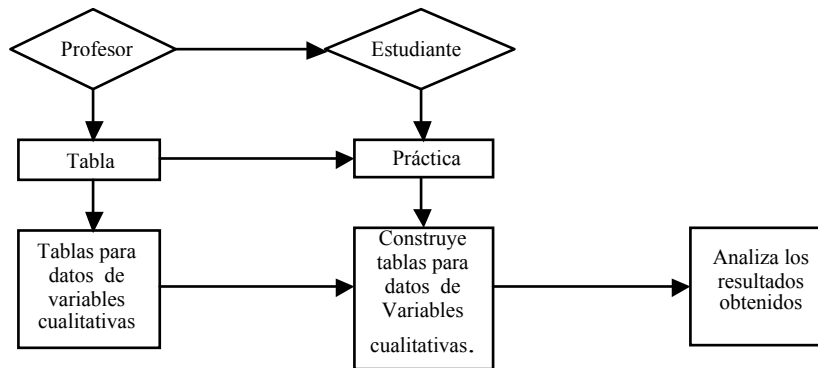 Profesor
Estudiante
Tabla
Práctica
Tablas para
datos de
variables
cualitativas
Construye
tablas para
datos de
Variables
cualitativas.
Analiza los
resultados
obtenidos